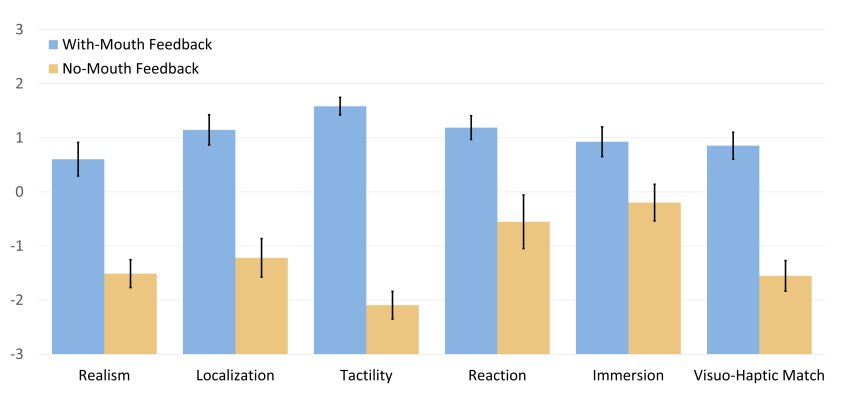 3
With-Mouth Feedback
No-Mouth Feedback
2
1
0
-1
-2
-3
Realism Localization Tactility Reaction Immersion Visuo-Haptic Match